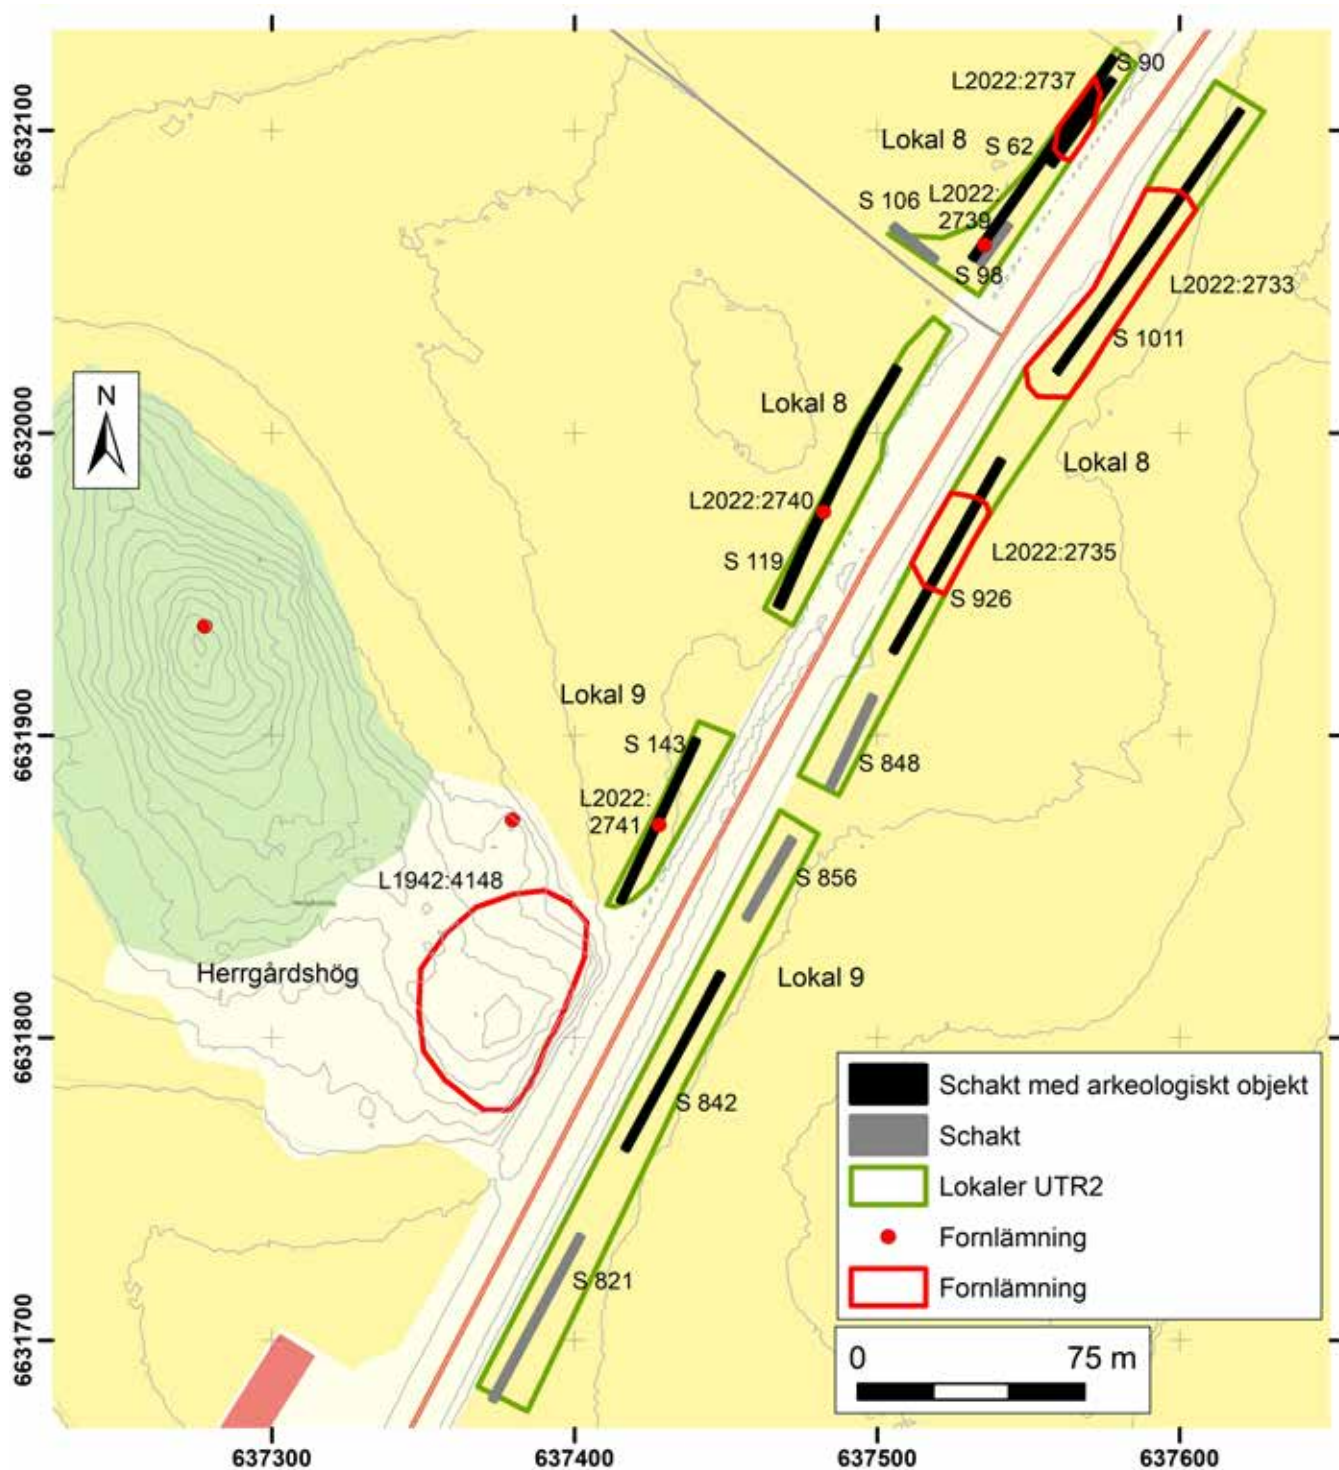 S 90
L2022:2737
6632100
Lokal 8
S 62
S 106
L2022:
2739
S 98
L2022:2733
S 1011
N
Lokal 8
6632000
Lokal 8
L2022:2740
L2022:2735
S 119
S 926
Lokal 9
6631900
S 143
S 848
L2022:
2741
S 856
L1942:4148
Herrgårdshög
Lokal 9
6631800
S 842
Schakt med arkeologiskt objekt
Schakt
Lokaler UTR2
Fornlämning
Fornlämning
S 821
6631700
0 75 m
637300 637400 637500 637600